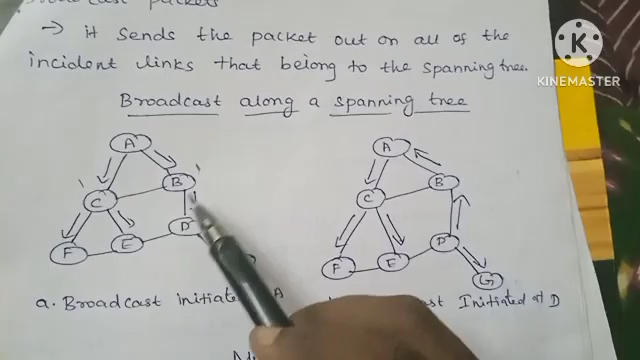 packets
→ it sends the packet out on all of the
incident links that belong to the spanning tree.
Broadcast along a spanning tree
A
B
C
D
E
F
A
B
C
D
E
F
G
a. Broadcast initiate A
Initiated at D
K
KINEMASTER